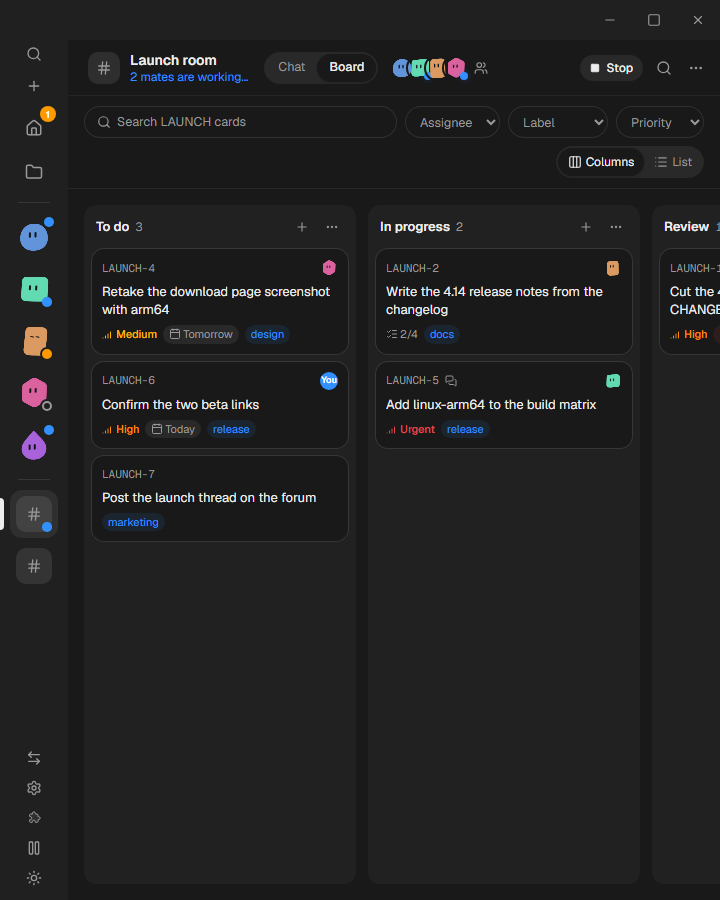 Launch room
2 mates are working...
Chat
Board
Stop
1
Search LAUNCH cards
Assignee
Label
Priority
Columns
List
To do 3
LAUNCH-4
Retake the download page screenshot
with arm64
Medium
Tomorrow
design
LAUNCH-6
You
Confirm the two beta links
High
Today
release
LAUNCH-7
Post the launch thread on the forum
marketing
In progress 2
LAUNCH-2
Write the 4.14 release notes from the
changelog
2/4
docs
LAUNCH-5
Add linux-arm64 to the build matrix
Urgent
release
Review
LAUNCH-1
Cut the
CHANGE
High